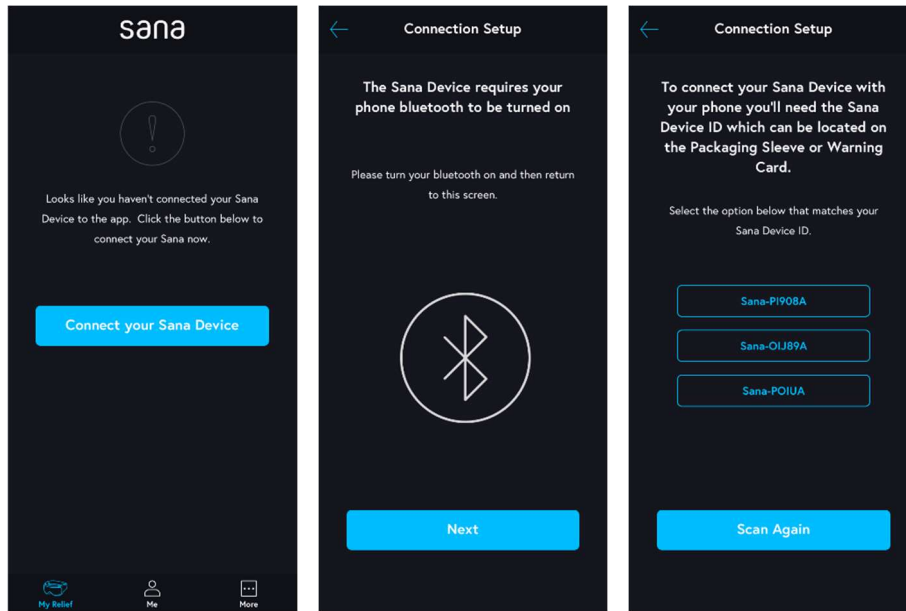 sana
Looks like you haven't connected your Sana
Device to the app. Click the button below to
connect your Sana now.
Connect your Sana Device
My Relief
Me
More
Connection Setup
The Sana Device requires your
phone bluetooth to be turned on
Please turn your bluetooth on and then return
to this screen.
Next
Connection Setup
To connect your Sana Device with
your phone you'll need the Sana
Device ID which can be located on
the Packaging Sleeve or Warning
Card.
Select the option below that matches your
Sana Device ID.
Sana-PI908A
Sana-OIJ89A
Sana-POIUA
Scan Again